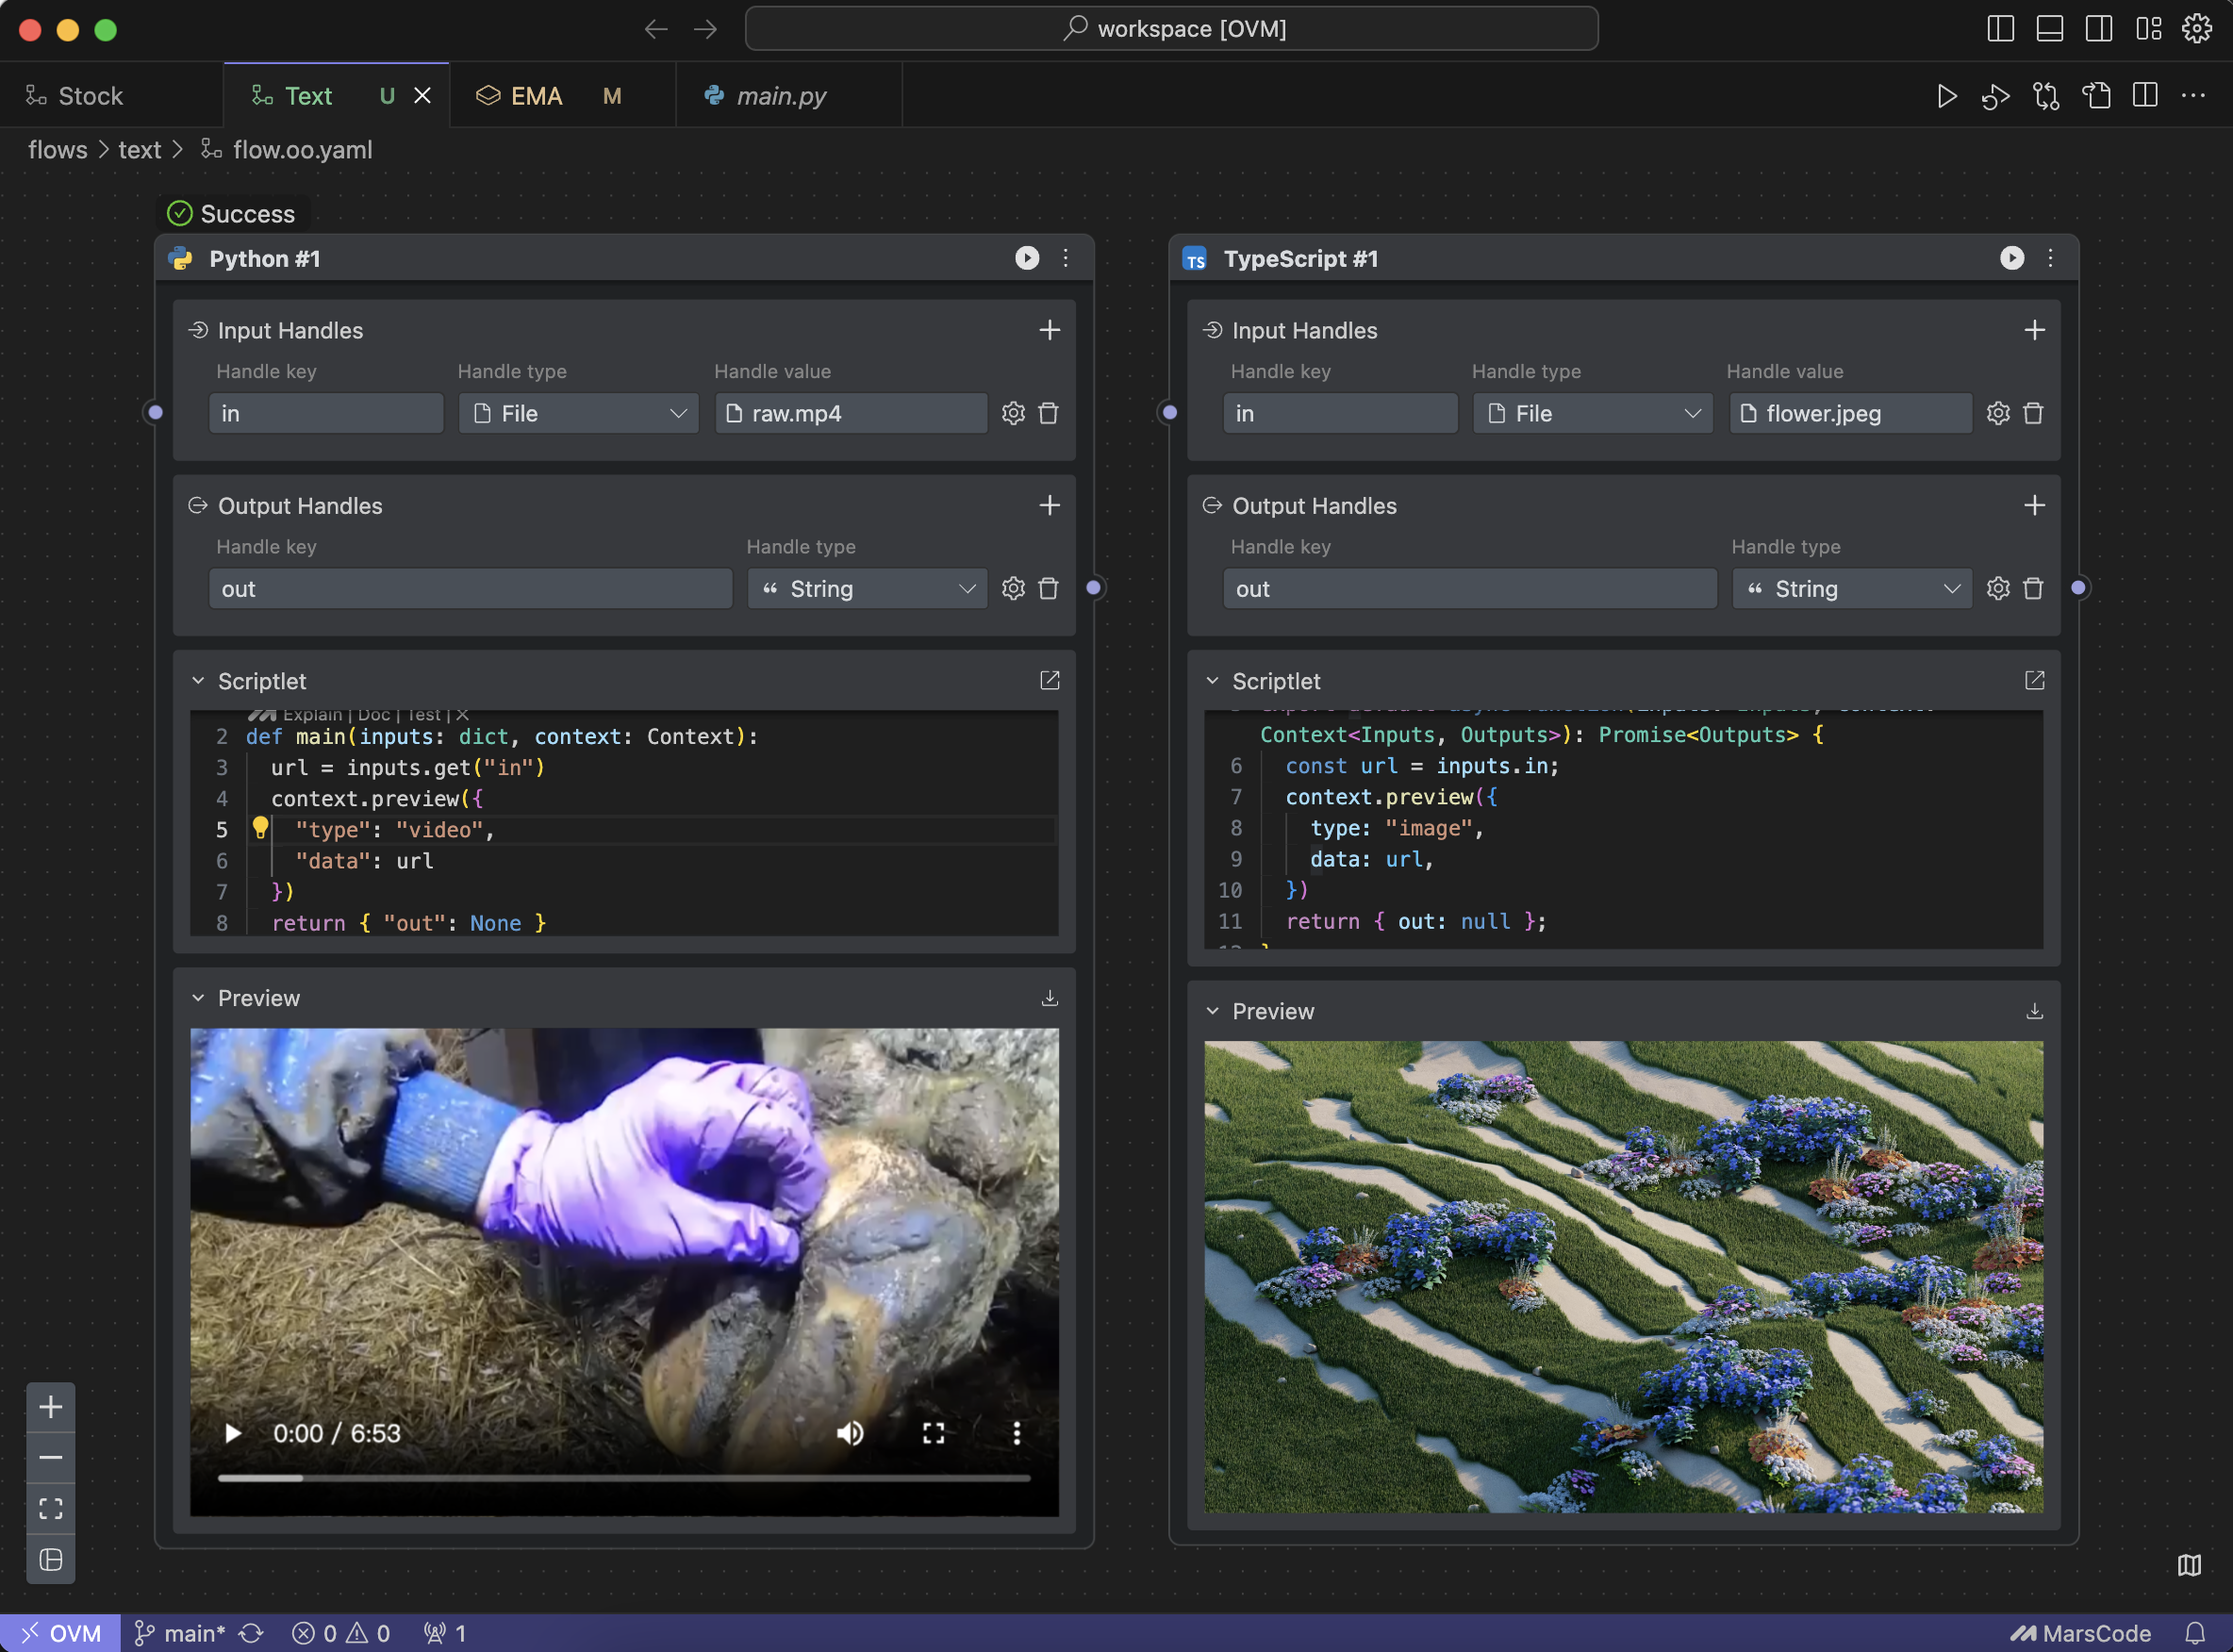 workspace [OVM]
Stock
Text U
EMA M
main.py
flows > text > flow.oo.yaml
Success
Python #1
Input Handles
Handle key Handle type Handle value
in File raw.mp4
Output Handles
Handle key Handle type
out “ String
Scriptlet
Explain | Doc | Test | X
2 def main(inputs: dict, context: Context):
3 url = inputs.get("in")
4 context.preview({
5 "type": "video",
6 "data": url
7 })
8 return { "out": None }
Preview
0:00 / 6:53
TS TypeScript #1
Input Handles
Handle key Handle type Handle value
in File flower.jpeg
Output Handles
Handle key Handle type
out “ String
Scriptlet
Context<Inputs, Outputs>): Promise<Outputs> {
6 const url = inputs.in;
7 context.preview({
8 type: "image",
9 data: url,
10 })
11 return { out: null };
Preview
OVM main* 0 0 1 MarsCode